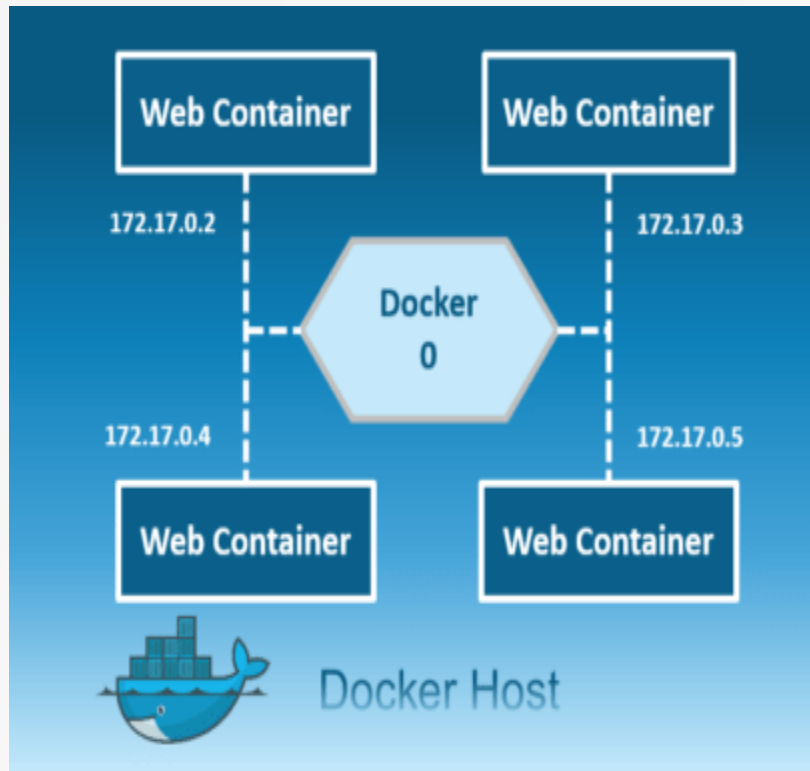 Web Container
Web Container
172.17.0.2
172.17.0.3
Docker
0
172.17.0.4
172.17.0.5
Web Container
Web Container
Docker Host